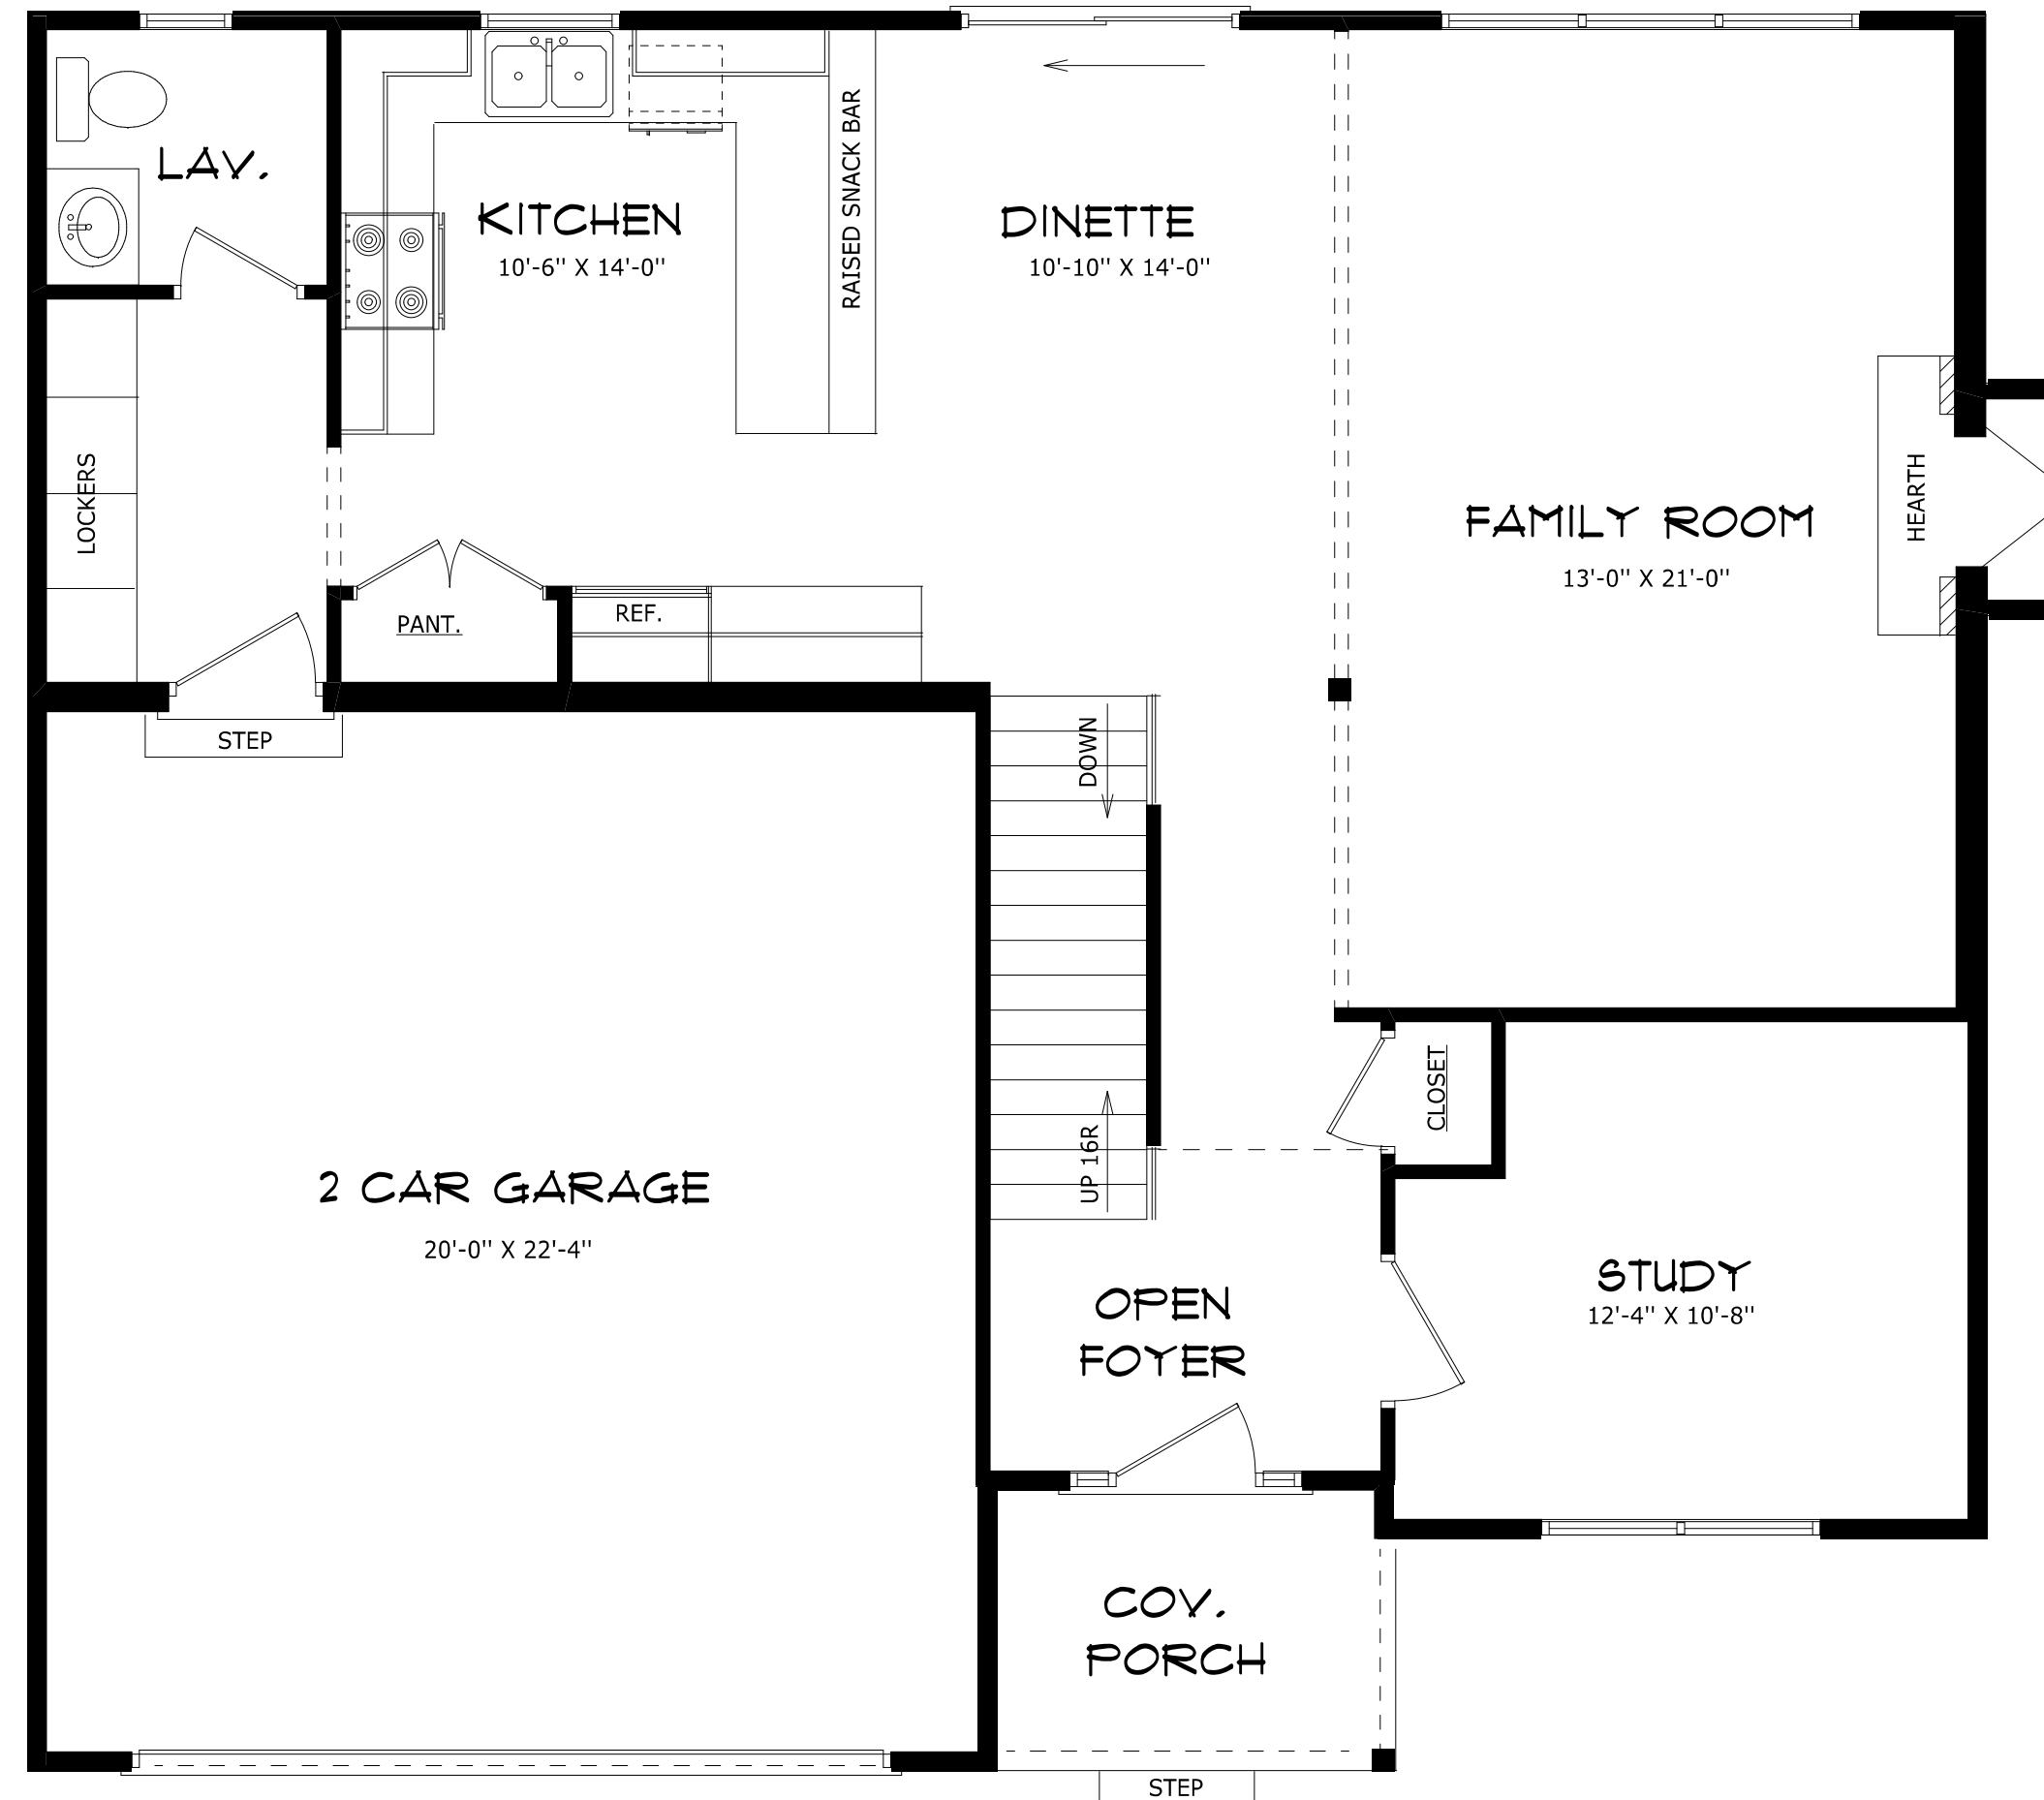 LAV.
KITCHEN
10'-6" X 14'-0"
RAISED SNACK BAR
DINETTE
10'-10" X 14'-0"
LOCKERS
FAMILY ROOM
13'-0" X 21'-0"
HEARTH
PANT.
REF.
STEP
DOWN
2 CAR GARAGE
20'-0" X 22'-4"
UP 16R
CLOSET
OPEN
FOYER
STUDY
12'-4" X 10'-8"
COV.
PORCH
STEP